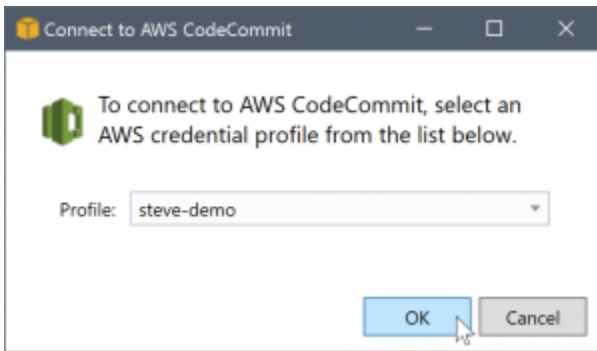 Connect to AWS CodeCommit
To connect to AWS CodeCommit, select an
AWS credential profile from the list below.
Profile: steve-demo
OK Cancel